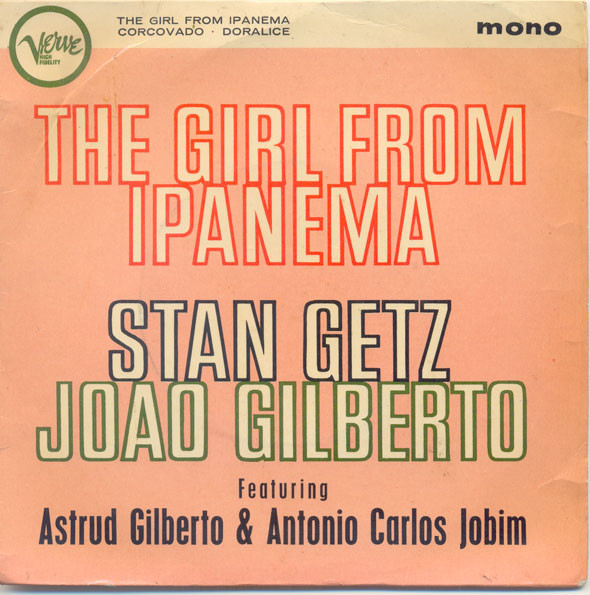 Verve
HIGH
FIDELITY
THE GIRL FROM IPANEMA
CORCOVADO · DORALICE
mono
THE GIRL FROM
IPANEMA
STAN GETZ
JOAO GILBERTO
Featuring
Astrud Gilberto & Antonio Carlos Jobim